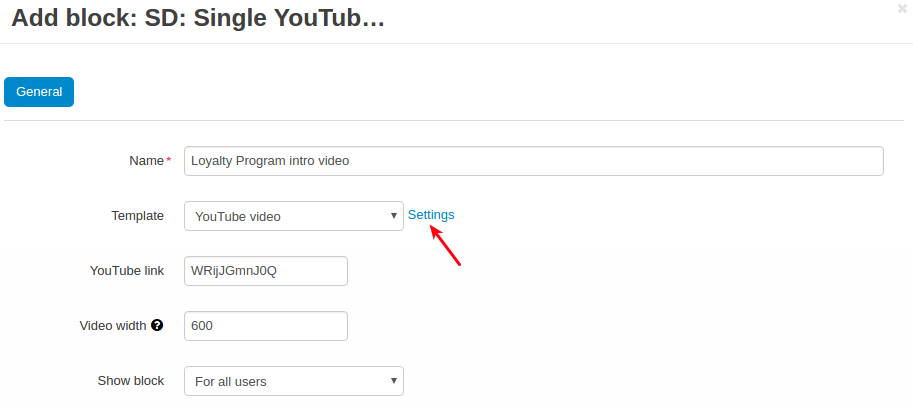 Add block: SD: Single YouTub…
General
Name *
Loyalty Program intro video
Template
YouTube video
Settings
YouTube link
WRijJGmnJ0Q
Video width
600
Show block
For all users